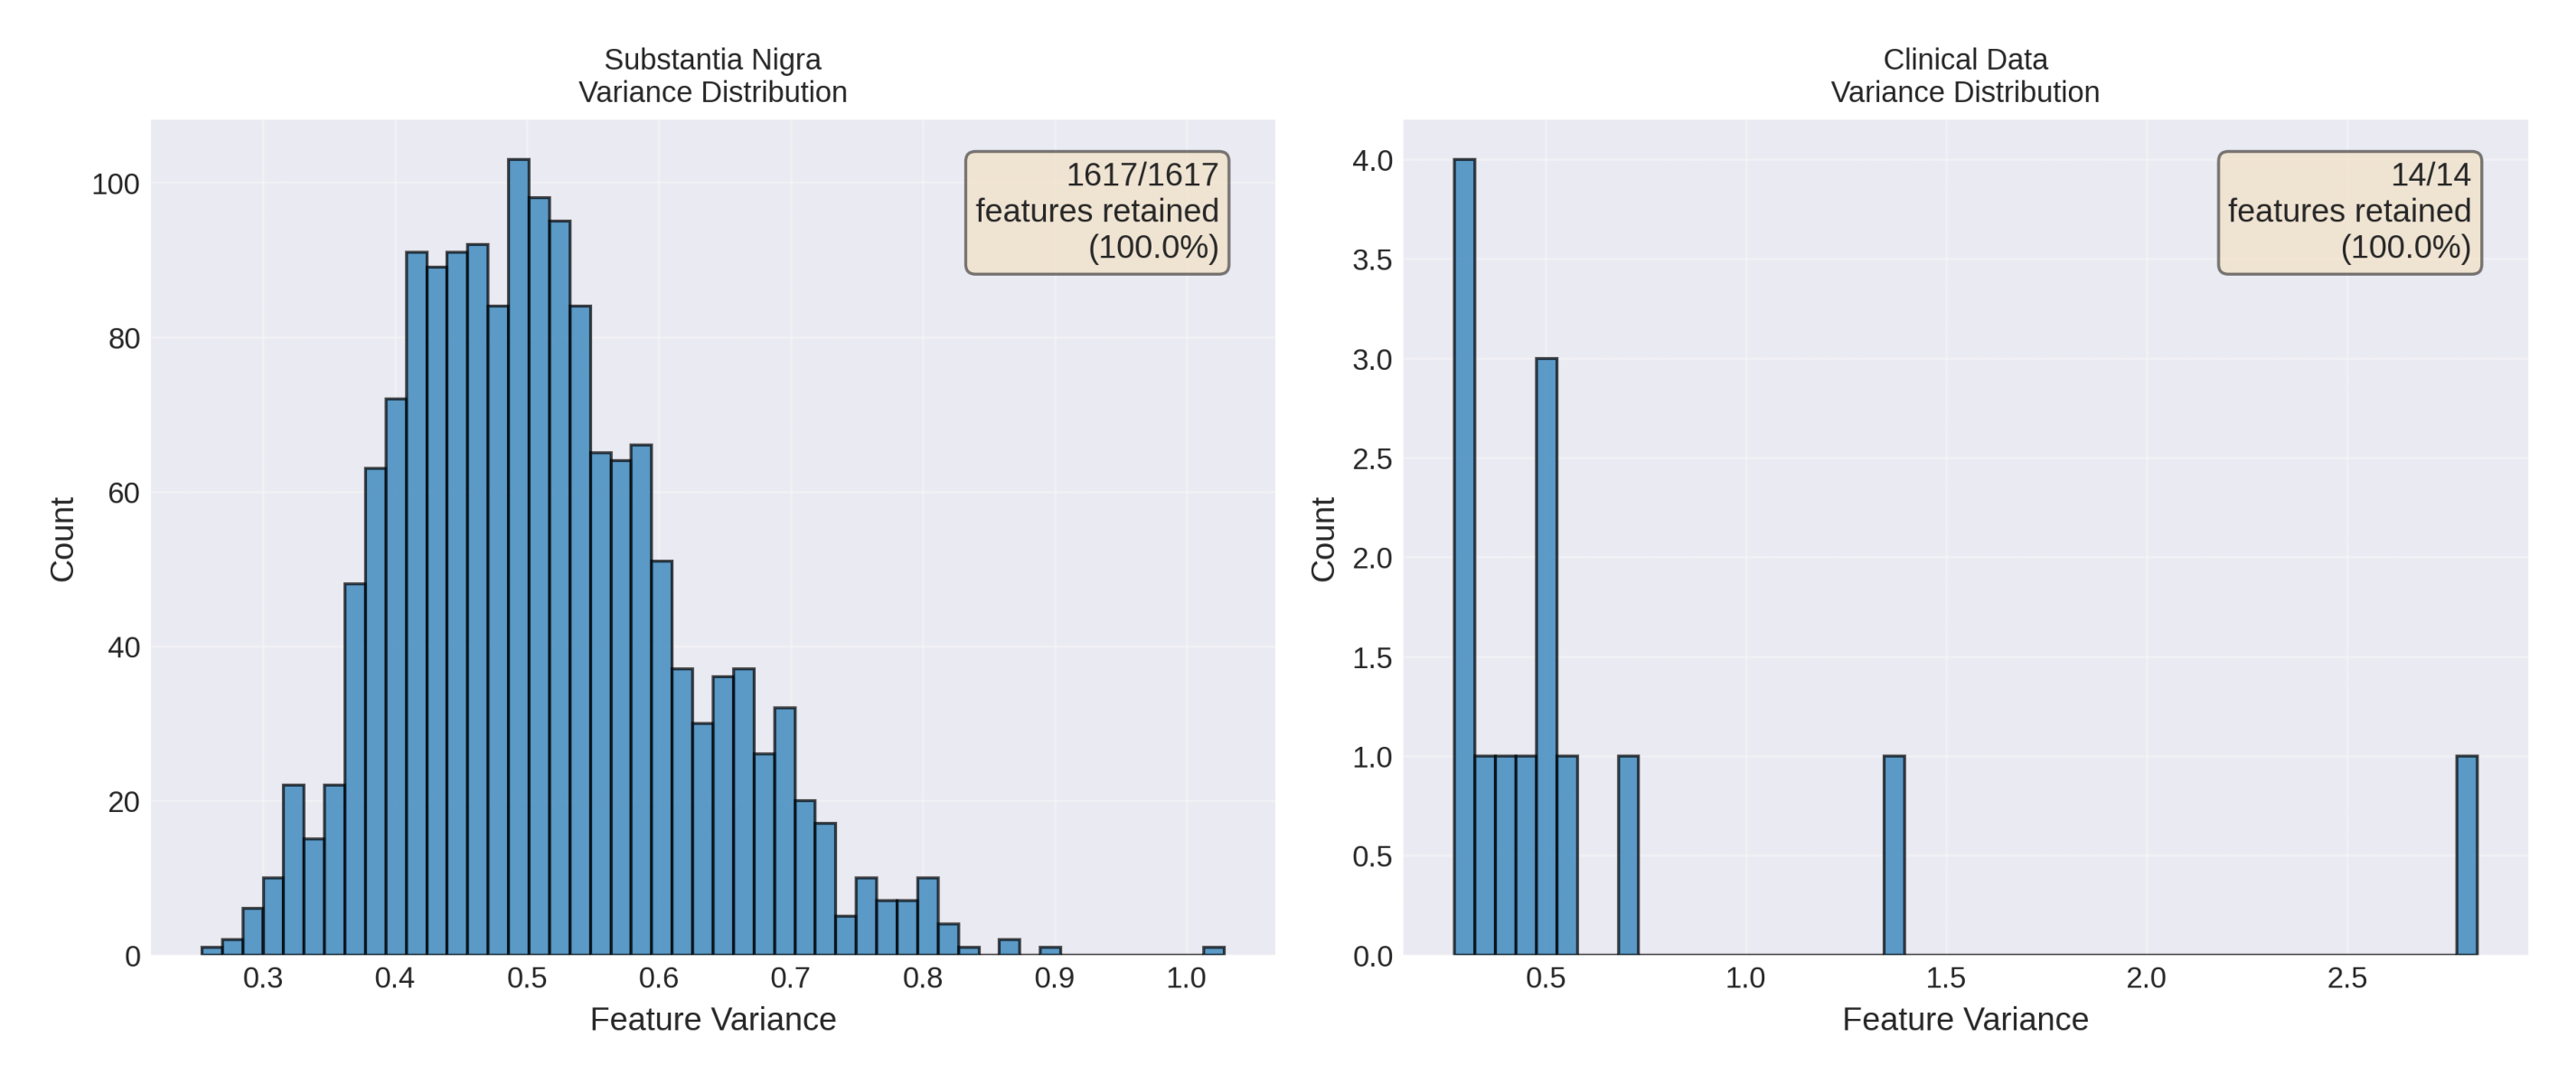 Substantia Nigra
Variance Distribution
1617/1617
features retained
(100.0%)
Count
100
80
60
40
20
0
0.3 0.4 0.5 0.6 0.7 0.8 0.9 1.0
Feature Variance
Clinical Data
Variance Distribution
14/14
features retained
(100.0%)
Count
4.0
3.5
3.0
2.5
2.0
1.5
1.0
0.5
0.0
0.5 1.0 1.5 2.0 2.5
Feature Variance